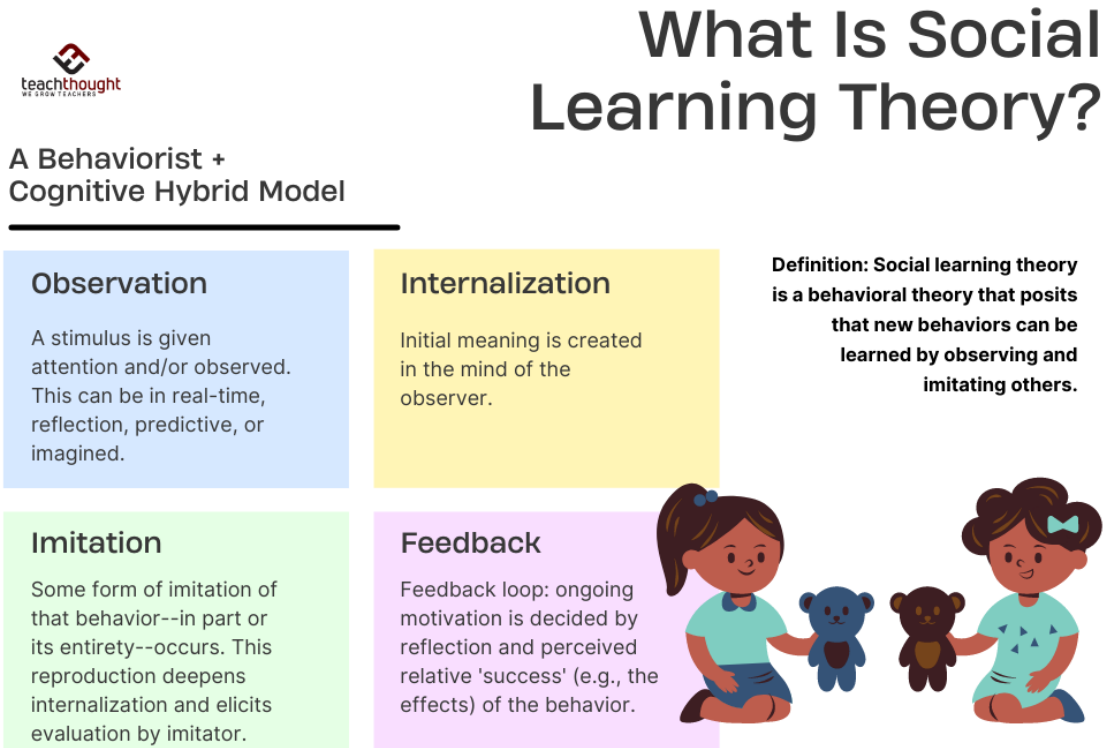 What Is Social
Learning Theory?
teachthought
WE GROW TEACHERS
A Behaviorist +
Cognitive Hybrid Model
Observation
A stimulus is given
attention and/or observed.
This can be in real-time,
reflection, predictive, or
imagined.
Internalization
Initial meaning is created
in the mind of the
observer.
Definition: Social learning theory
is a behavioral theory that posits
that new behaviors can be
learned by observing and
imitating others.
Imitation
Some form of imitation of
that behavior--in part or
its entirety--occurs. This
reproduction deepens
internalization and elicits
evaluation by imitator.
Feedback
Feedback loop: ongoing
motivation is decided by
reflection and perceived
relative 'success' (e.g., the
effects) of the behavior.